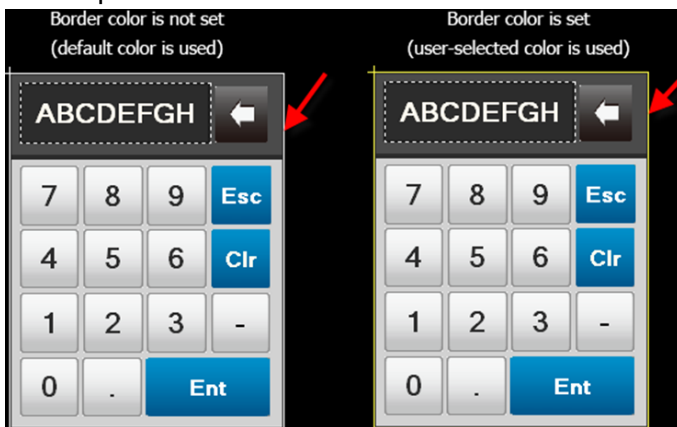 Border color is not set
(default color is used)
ABCDEFGH
7 8 9 Esc
4 5 6 Clr
1 2 3 -
0 . Ent
Border color is set
(user-selected color is used)
ABCDEFGH
7 8 9 Esc
4 5 6 Clr
1 2 3 -
0 . Ent